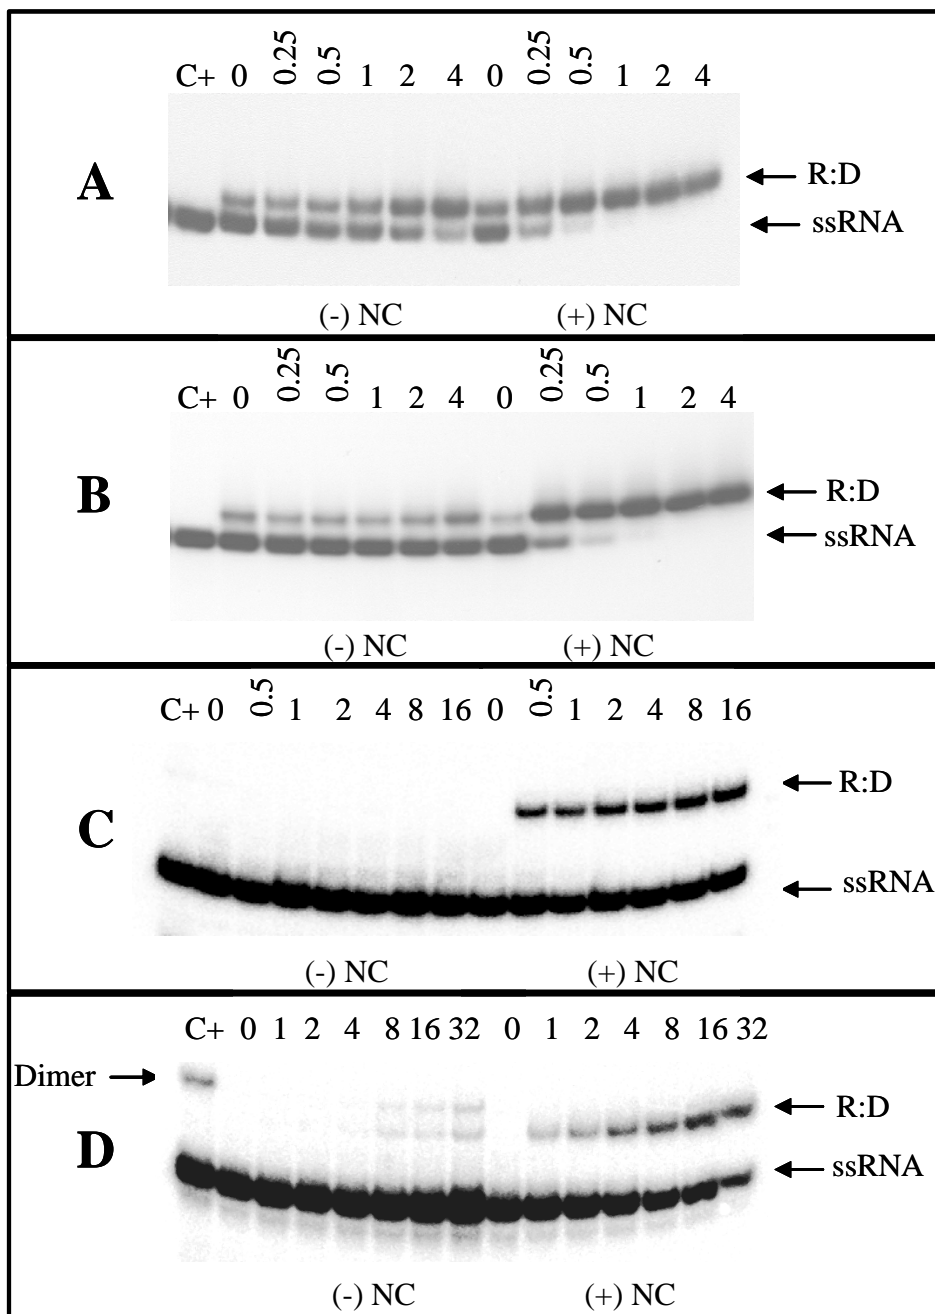 C+ 0 0.25 0.5 1 2 4 0 0.25 0.5 1 2 4
A
R:D
ssRNA
(-) NC (+) NC
C+ 0 0.25 0.5 1 2 4 0 0.25 0.5 1 2 4
B
R:D
ssRNA
(-) NC (+) NC
C+ 0 0.5 1 2 4 8 16 0 0.5 1 2 4 8 16
R:D
C
ssRNA
(-) NC (+) NC
C+ 0 1 2 4 8 16 32 0 1 2 4 8 16 32
Dimer
R:D
D
ssRNA
(-) NC (+) NC